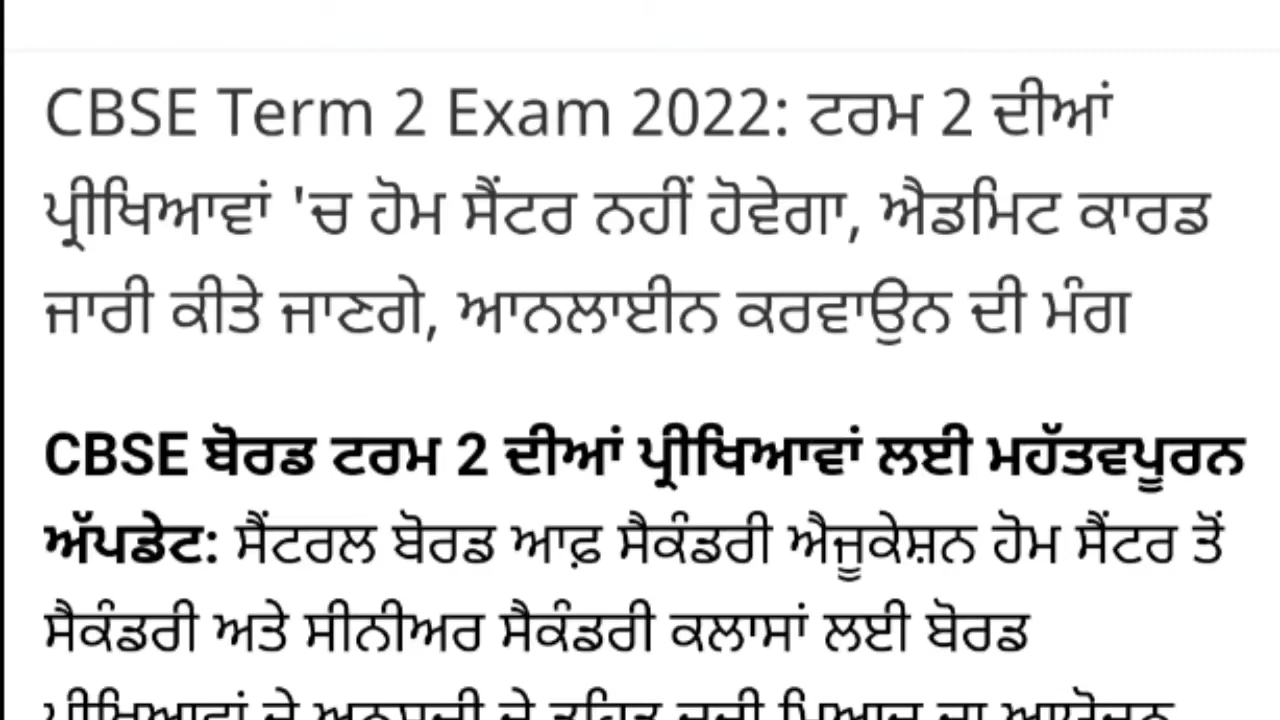 CBSE Term 2 Exam 2022: ਟਰਮ 2 ਦੀਆਂ
ਪ੍ਰੀਖਿਆਵਾਂ 'ਚ ਹੋਮ ਸੈਂਟਰ ਨਹੀਂ ਹੋਵੇਗਾ, ਐਡਮਿਟ ਕਾਰਡ
ਜਾਰੀ ਕੀਤੇ ਜਾਣਗੇ, ਆਨਲਾਈਨ ਕਰਵਾਉਨ ਦੀ ਮੰਗ
CBSE ਬੋਰਡ ਟਰਮ 2 ਦੀਆਂ ਪ੍ਰੀਖਿਆਵਾਂ ਲਈ ਮਹੱਤਵਪੂਰਨ
ਅੱਪਡੇਟ: ਸੈਂਟਰਲ ਬੋਰਡ ਆਫ਼ ਸੈਕੰਡਰੀ ਐਜੂਕੇਸ਼ਨ ਹੋਮ ਸੈਂਟਰ ਤੋਂ
ਸੈਕੰਡਰੀ ਅਤੇ ਸੀਨੀਅਰ ਸੈਕੰਡਰੀ ਕਲਾਸਾਂ ਲਈ ਬੋਰਡ